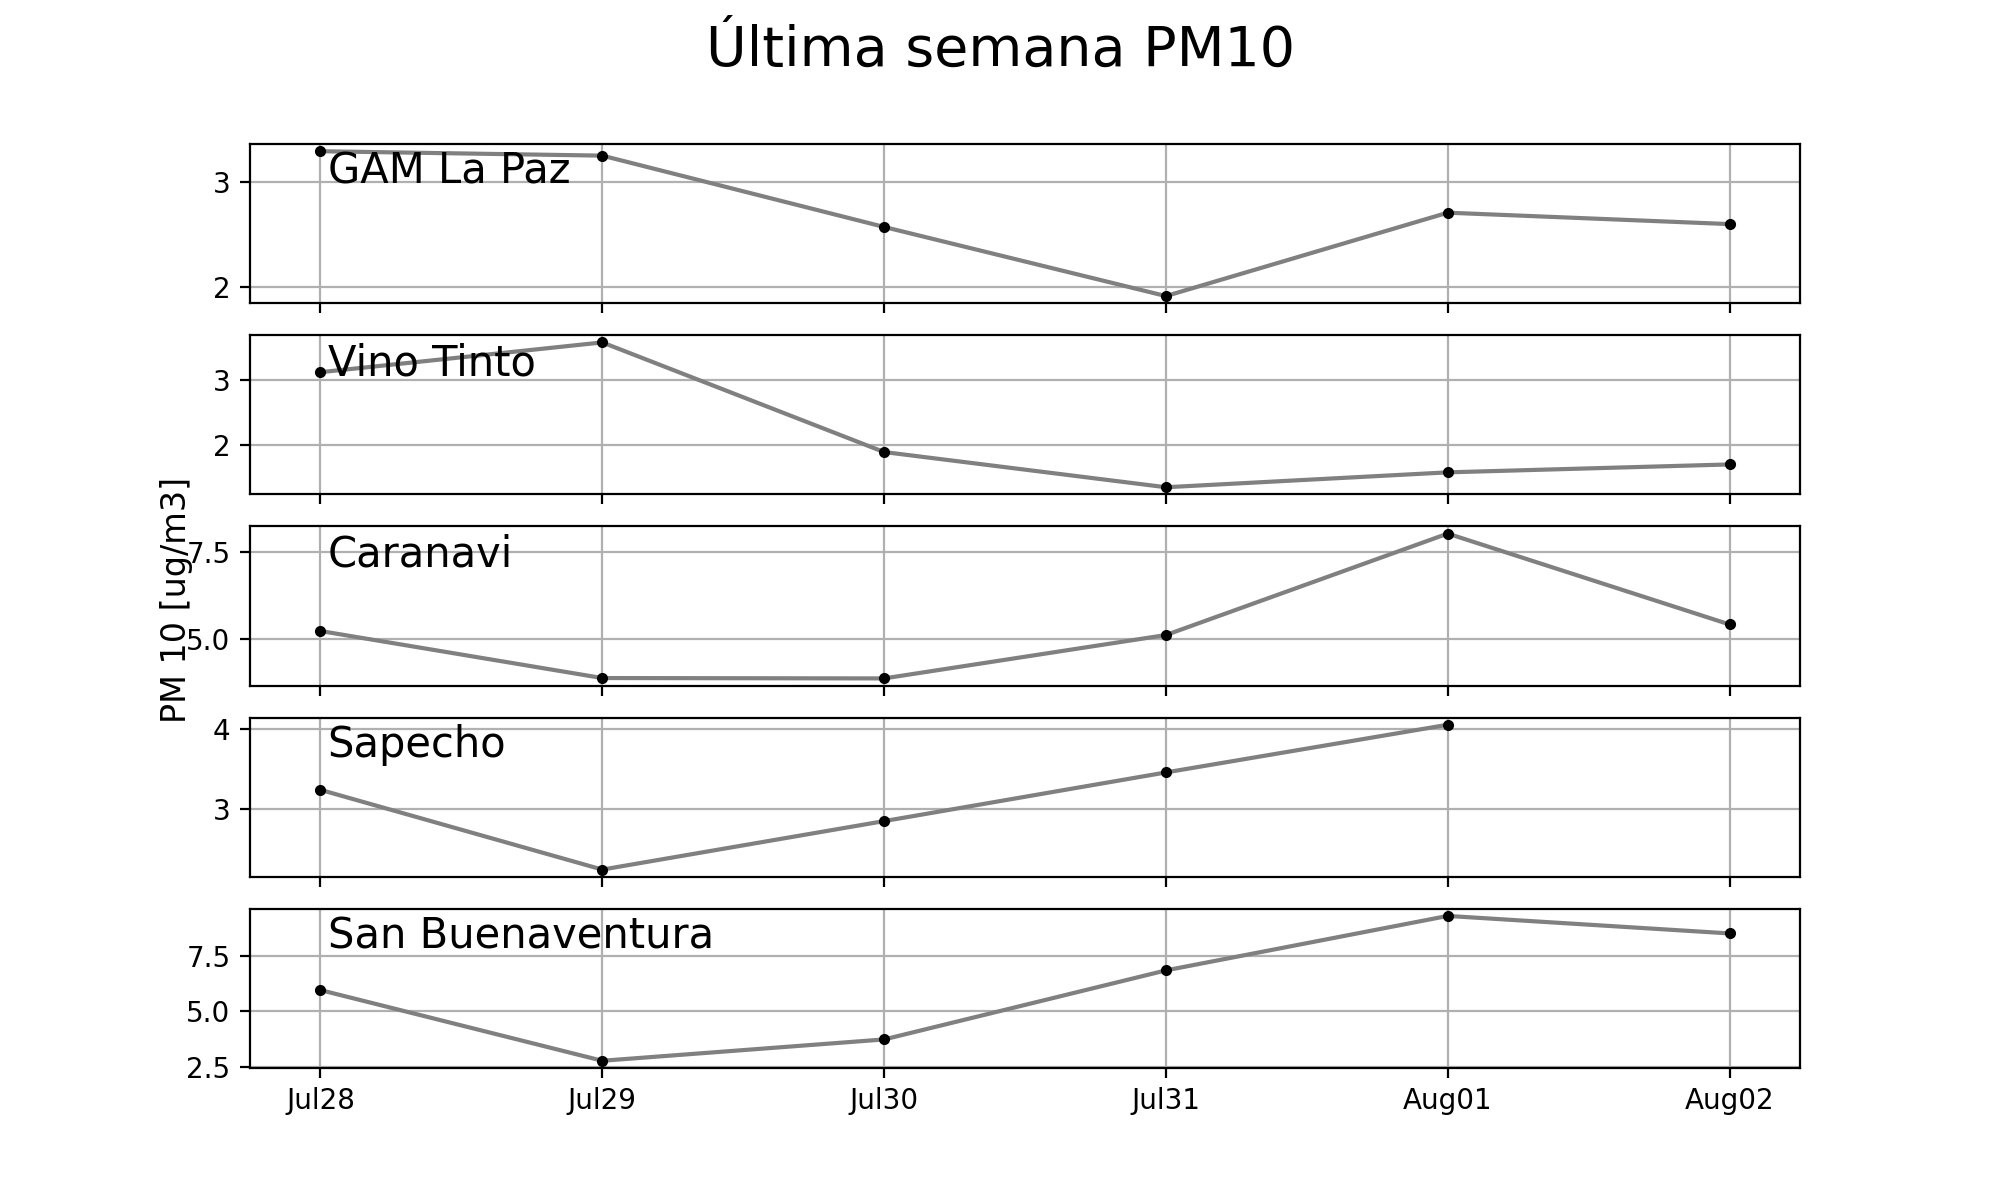 Última semana PM10
GAM La Paz
3
2
Vino Tinto
3
2
PM 10 [ug/m3]
Caranavi
7.5
5.0
Sapecho
4
3
San Buenaventura
7.5
5.0
2.5
Jul28 Jul29 Jul30 Jul31 Aug01 Aug02